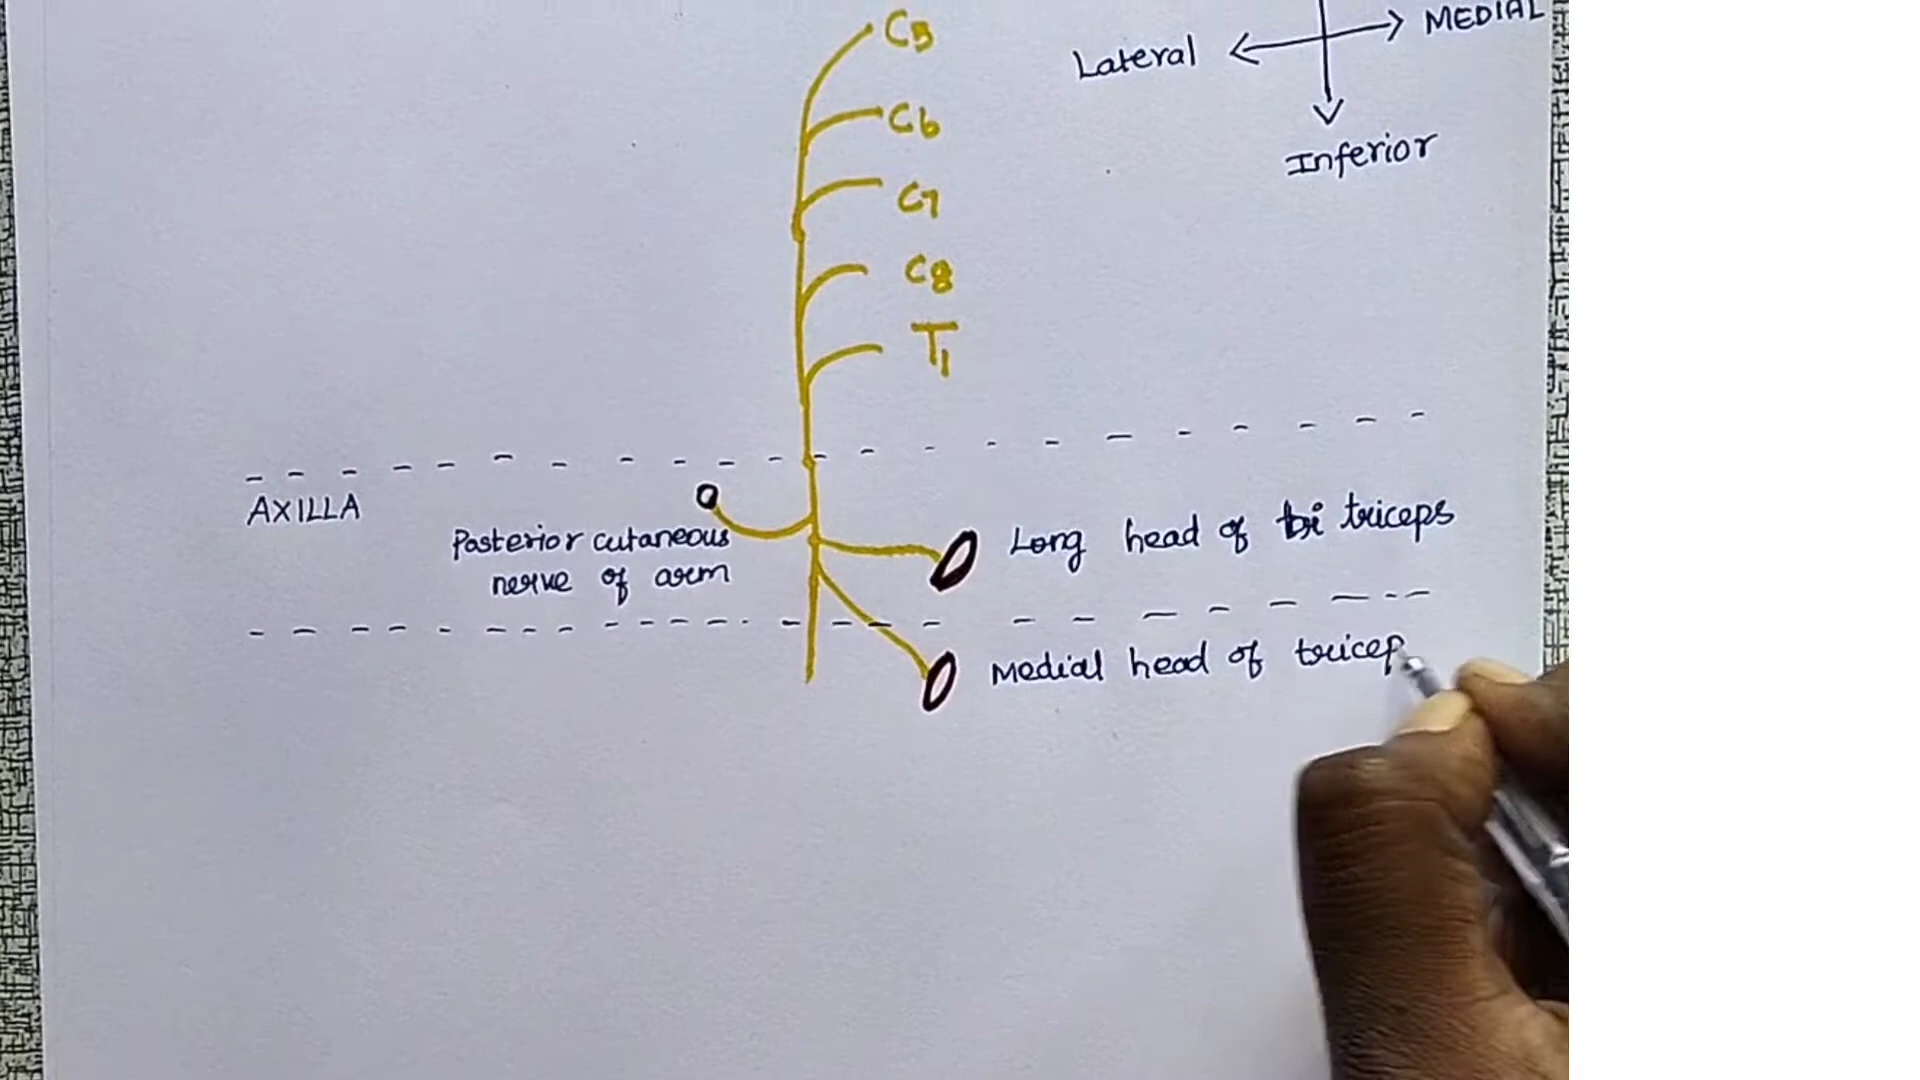 C5
MEDIAL
Lateral
C6
Inferior
C7
C8
T1
AXILLA
Long head of tri triceps
Posterior cutaneous
nerve of arm
Medial head of tricep